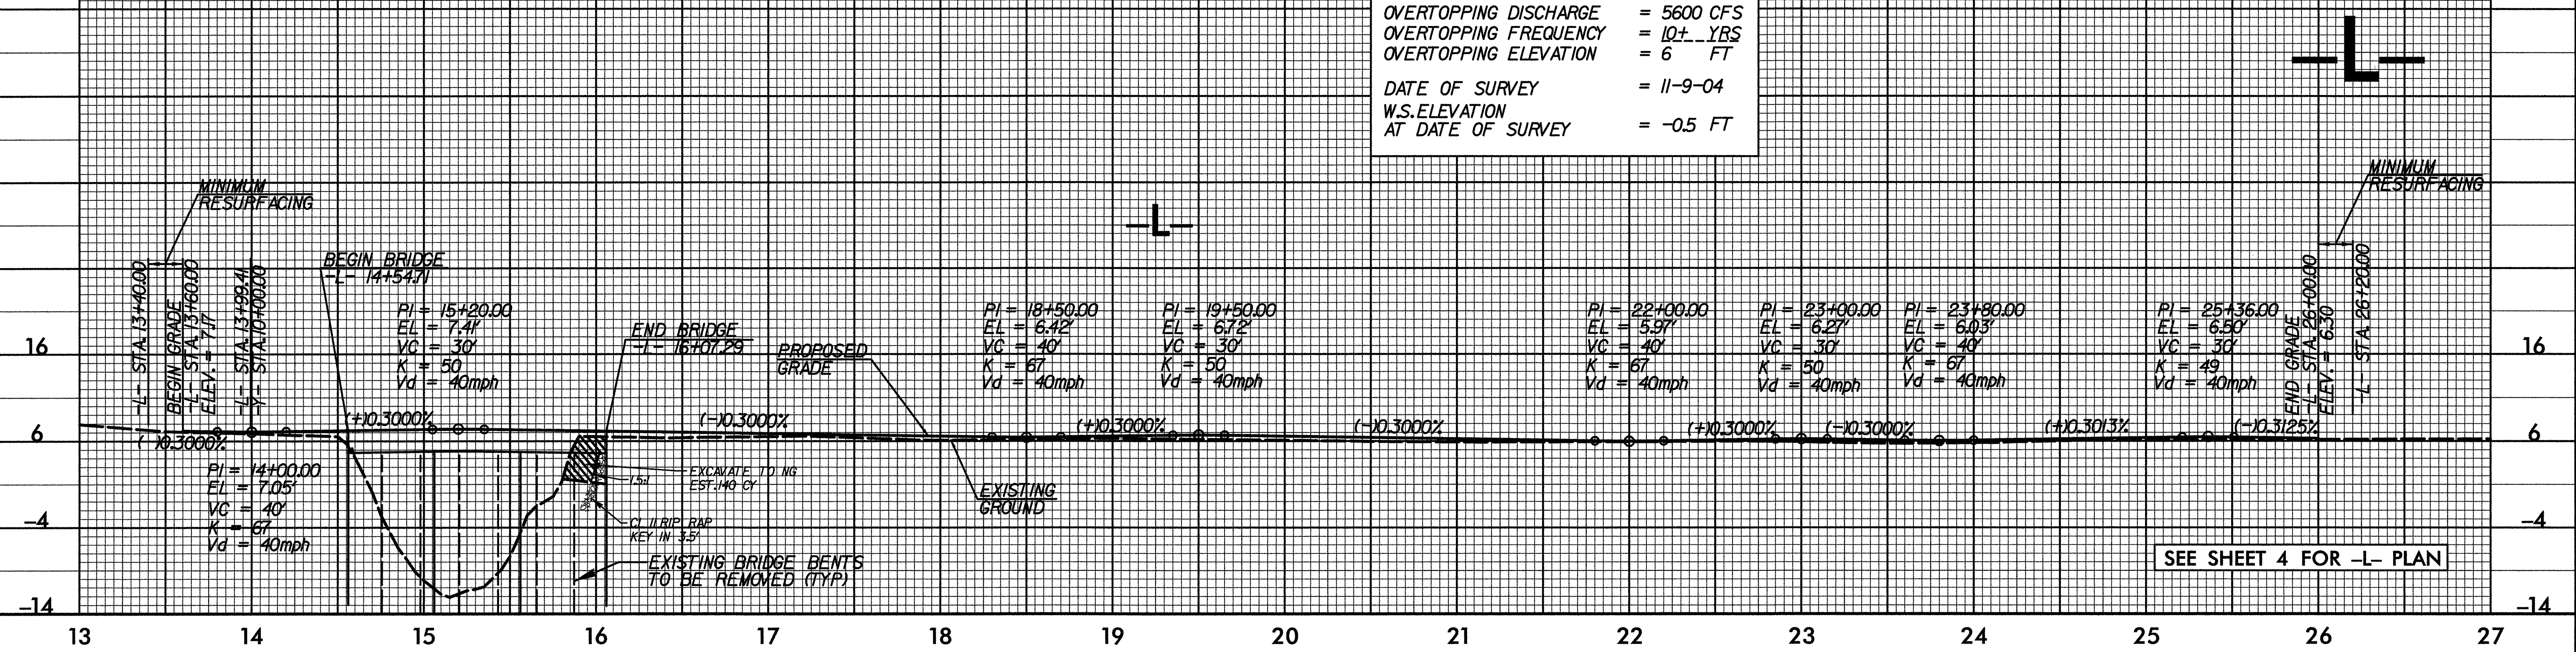 OVERTOPPING DISCHARGE = 5600 CFS
OVERTOPPING FREQUENCY = 10+ YRS
OVERTOPPING ELEVATION = 6 FT
DATE OF SURVEY = 11-9-04
W.S. ELEVATION
AT DATE OF SURVEY = -0.5 FT
-L-
MINIMUM
RESURFACING
MINIMUM
RESURFACING
-L-
-L- STA. 13+40.00
BEGIN GRADE
-L- STA. 13+60.00
ELEV. = 7.17
-L- STA. 13+99.41
-Y- STA. 10+00.00
BEGIN BRIDGE
-L- 14+54.71
PI = 15+20.00
EL = 7.41'
VC = 30'
K = 50
Vd = 40mph
END BRIDGE
-L- 16+07.29
PROPOSED
GRADE
PI = 18+50.00
EL = 6.42'
VC = 40'
K = 67
Vd = 40mph
PI = 19+50.00
EL = 6.72'
VC = 30'
K = 50
Vd = 40mph
PI = 22+00.00
EL = 5.97'
VC = 40'
K = 67
Vd = 40mph
PI = 23+00.00
EL = 6.27'
VC = 30'
K = 50
Vd = 40mph
PI = 23+80.00
EL = 6.03'
VC = 40'
K = 67
Vd = 40mph
PI = 25+36.00
EL = 6.50'
VC = 30'
K = 49
Vd = 40mph
END GRADE
-L- STA. 26+00.00
ELEV. = 6.30
-L- STA. 26+20.00
16 16
(-)0.3000% (+)0.3000% (-)0.3000% (+)0.3000% (-)0.3000% (+)0.3000% (-)0.3000% (+)0.3013% (-)0.3125%
6 6
PI = 14+00.00
EL = 7.05'
VC = 40'
K = 67
Vd = 40mph
EXCAVATE TO NG
EST. 140 CY
1.5:1
CL II RIP RAP
KEY IN 3.5'
EXISTING
GROUND
EXISTING BRIDGE BENTS
TO BE REMOVED (TYP)
-4 -4
SEE SHEET 4 FOR -L- PLAN
-14 -14
13 14 15 16 17 18 19 20 21 22 23 24 25 26 27